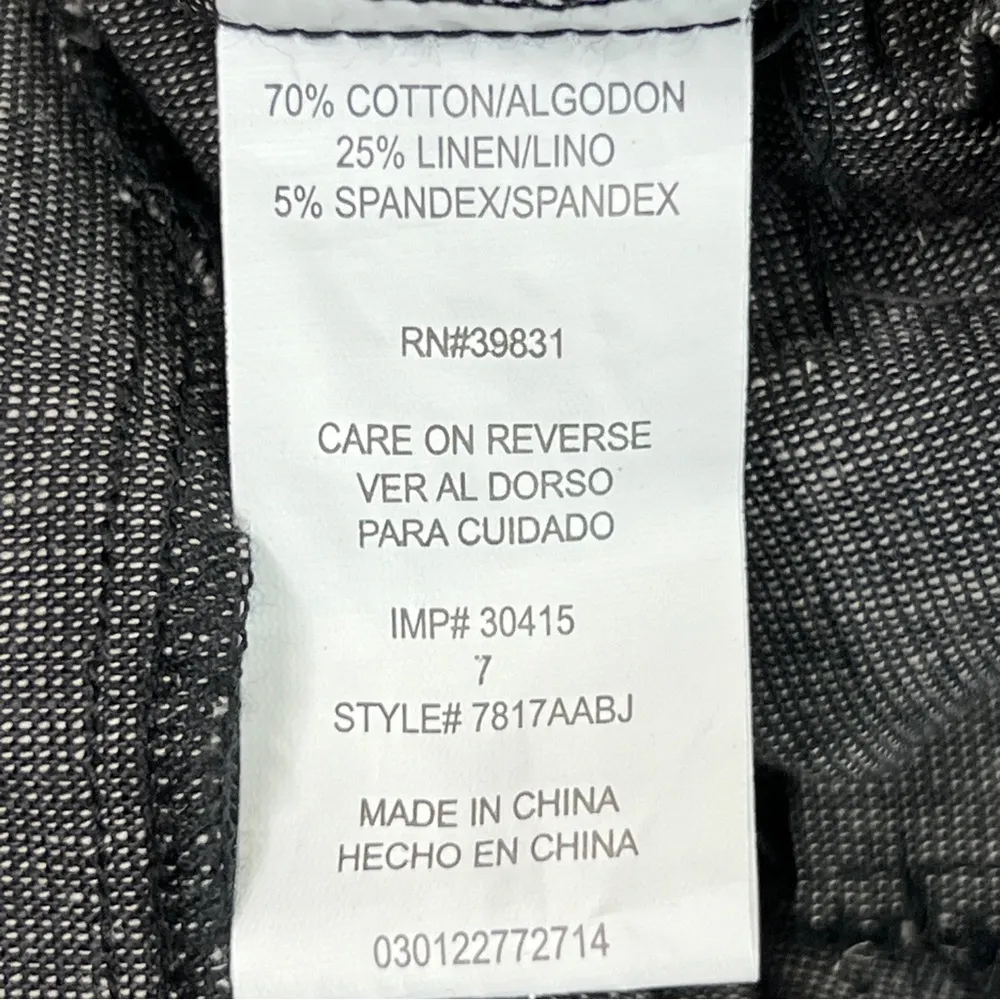 70% COTTON/ALGODON
25% LINEN/LINO
5% SPANDEX/SPANDEX
RN#39831
CARE ON REVERSE
VER AL DORSO
PARA CUIDADO
IMP# 30415
7
STYLE# 7817AABJ
MADE IN CHINA
HECHO EN CHINA
030122772714